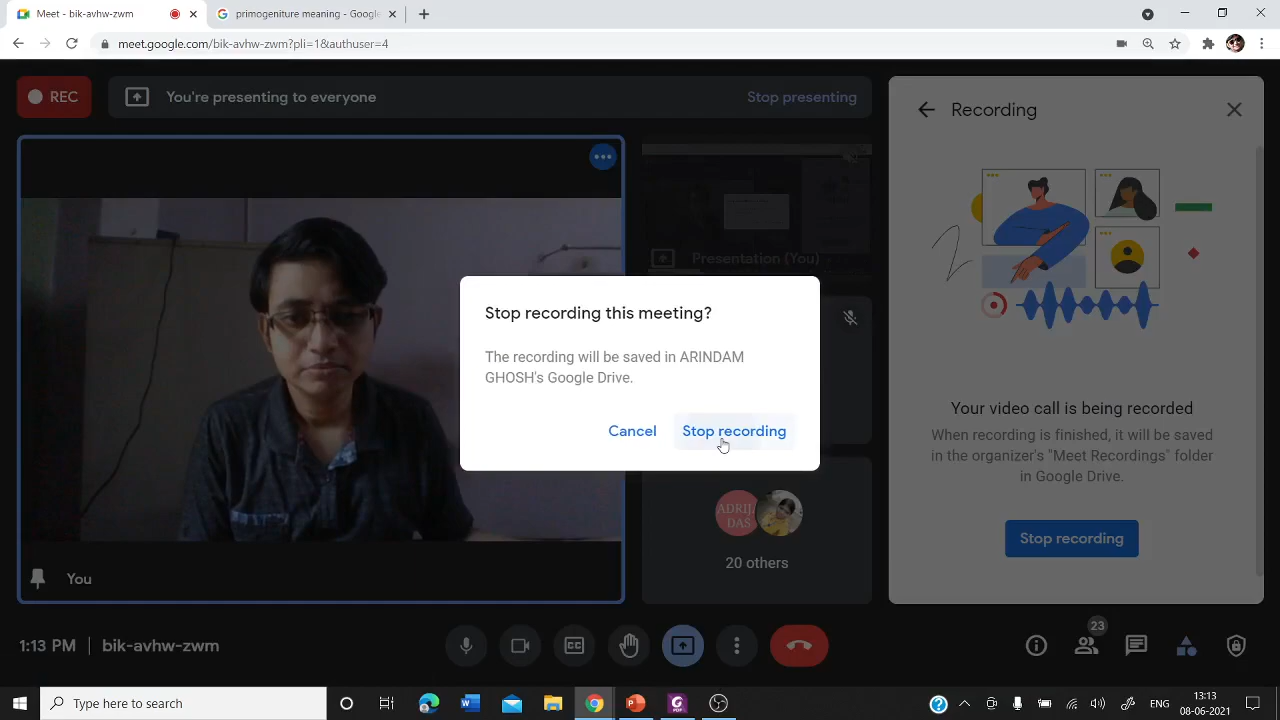 Meet - bik-avhw-zwm
primogeniture meaning - Google
meet.google.com/bik-avhw-zwm?pli=1&authuser=4
REC
You're presenting to everyone
Stop presenting
Recording
Presentation (You)
Stop recording this meeting?
The recording will be saved in ARINDAM
GHOSH's Google Drive.
Cancel
Stop recording
Your video call is being recorded
When recording is finished, it will be saved
in the organizer's "Meet Recordings" folder
in Google Drive.
Stop recording
ADRIJA
DAS
20 others
You
1:13 PM | bik-avhw-zwm
CC
23
Type here to search
ENG
13:13
08-06-2021